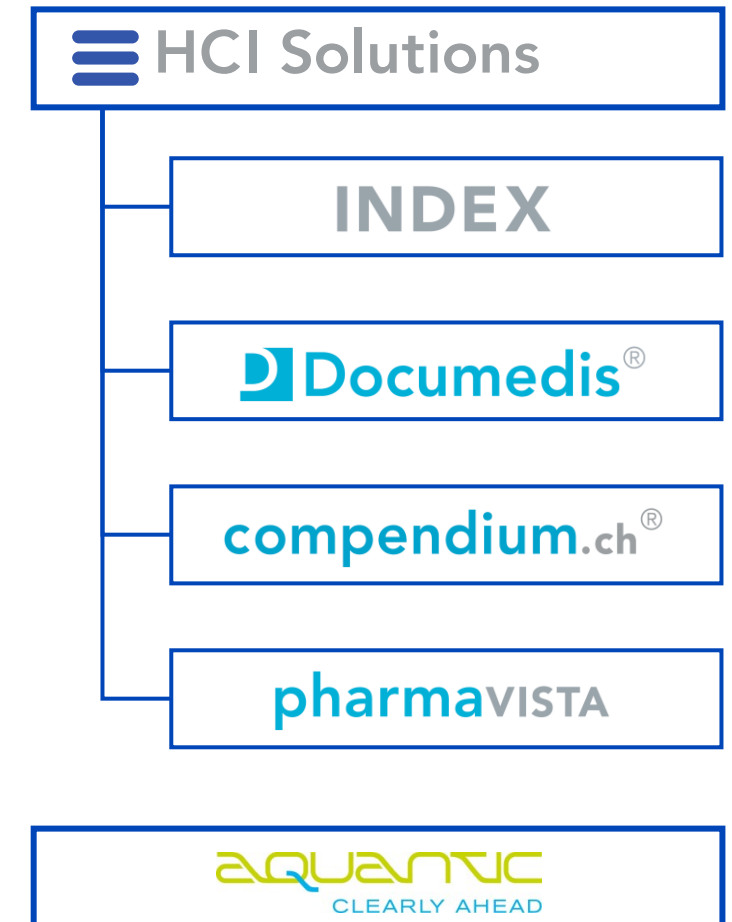 HCI Solutions
INDEX
Documedis®
compendium.ch®
pharmaVISTA
aquantic
CLEARLY AHEAD